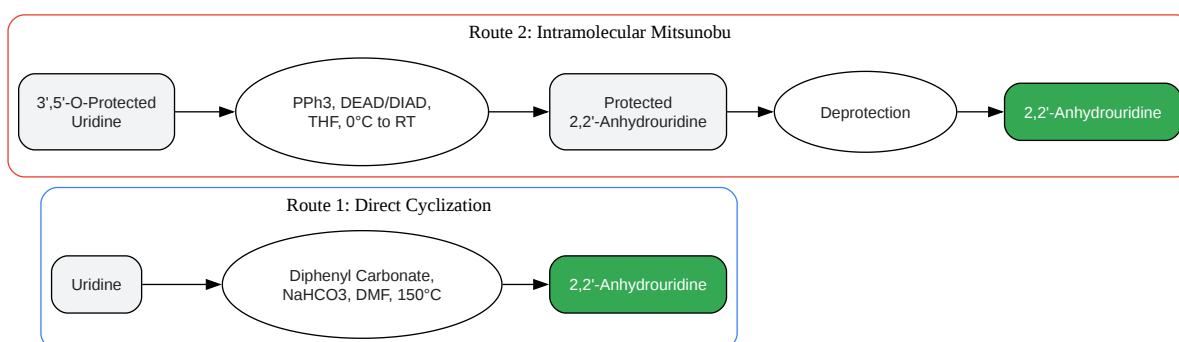 Route 2: Intramolecular Mitsunobu
3',5'-O-Protected
Uridine
PPh3, DEAD/DIAD,
THF, 0°C to RT
Protected
2,2'-Anhydrouridine
Deprotection
2,2'-Anhydrouridine
Route 1: Direct Cyclization
Uridine
Diphenyl Carbonate,
NaHCO3, DMF, 150°C
2,2'-Anhydrouridine